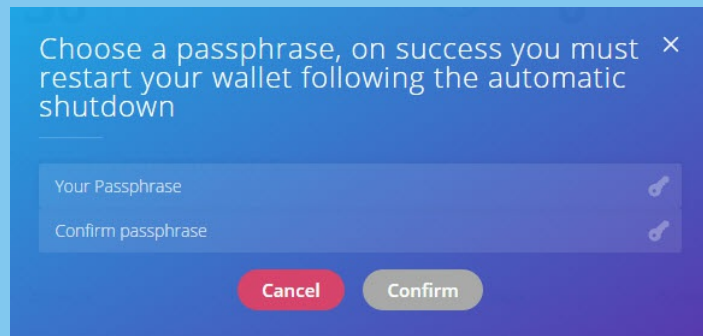 Choose a passphrase, on success you must
restart your wallet following the automatic
shutdown
Your Passphrase
Confirm passphrase
Cancel
Confirm